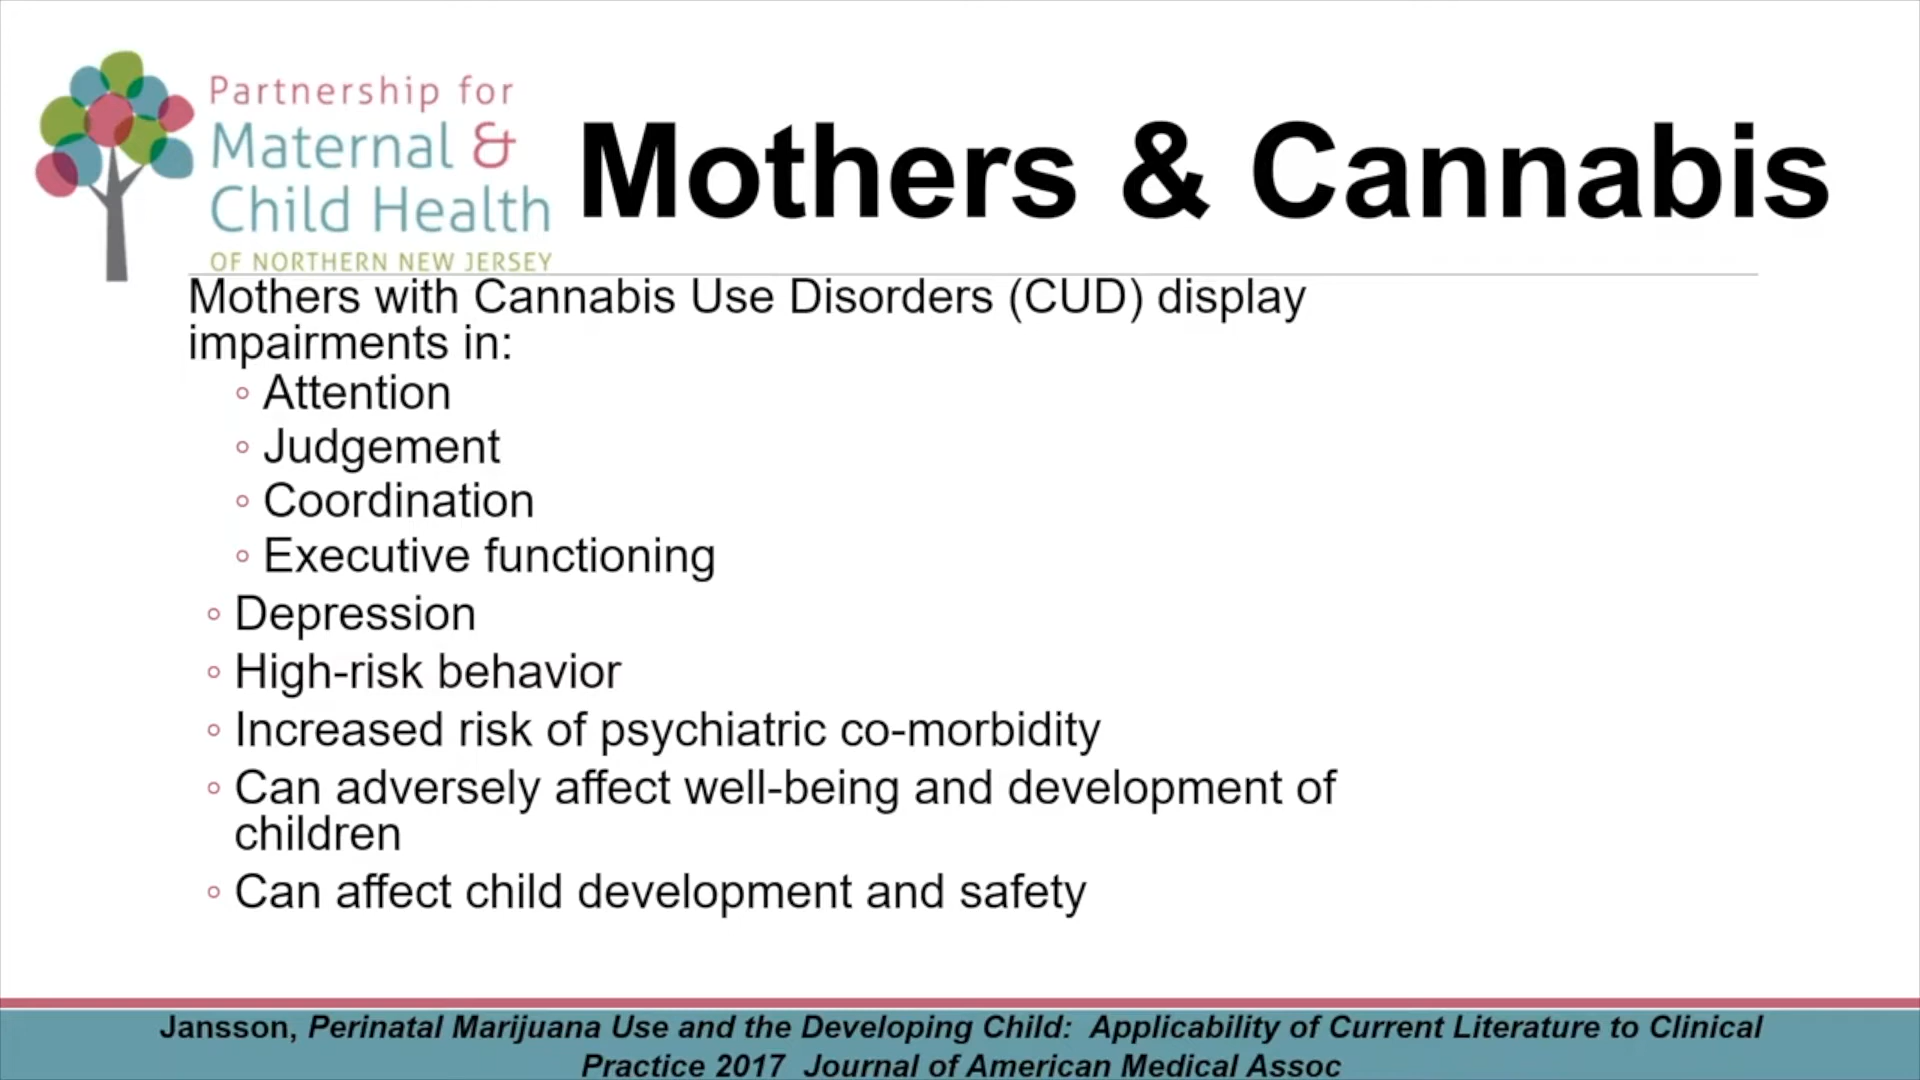 Partnership for
Maternal &
Child Health
OF NORTHERN NEW JERSEY
Mothers & Cannabis
Mothers with Cannabis Use Disorders (CUD) display
impairments in:
◦ Attention
◦ Judgement
◦ Coordination
◦ Executive functioning
◦ Depression
◦ High-risk behavior
◦ Increased risk of psychiatric co-morbidity
◦ Can adversely affect well-being and development of
children
◦ Can affect child development and safety
Jansson, Perinatal Marijuana Use and the Developing Child: Applicability of Current Literature to Clinical
Practice 2017 Journal of American Medical Assoc